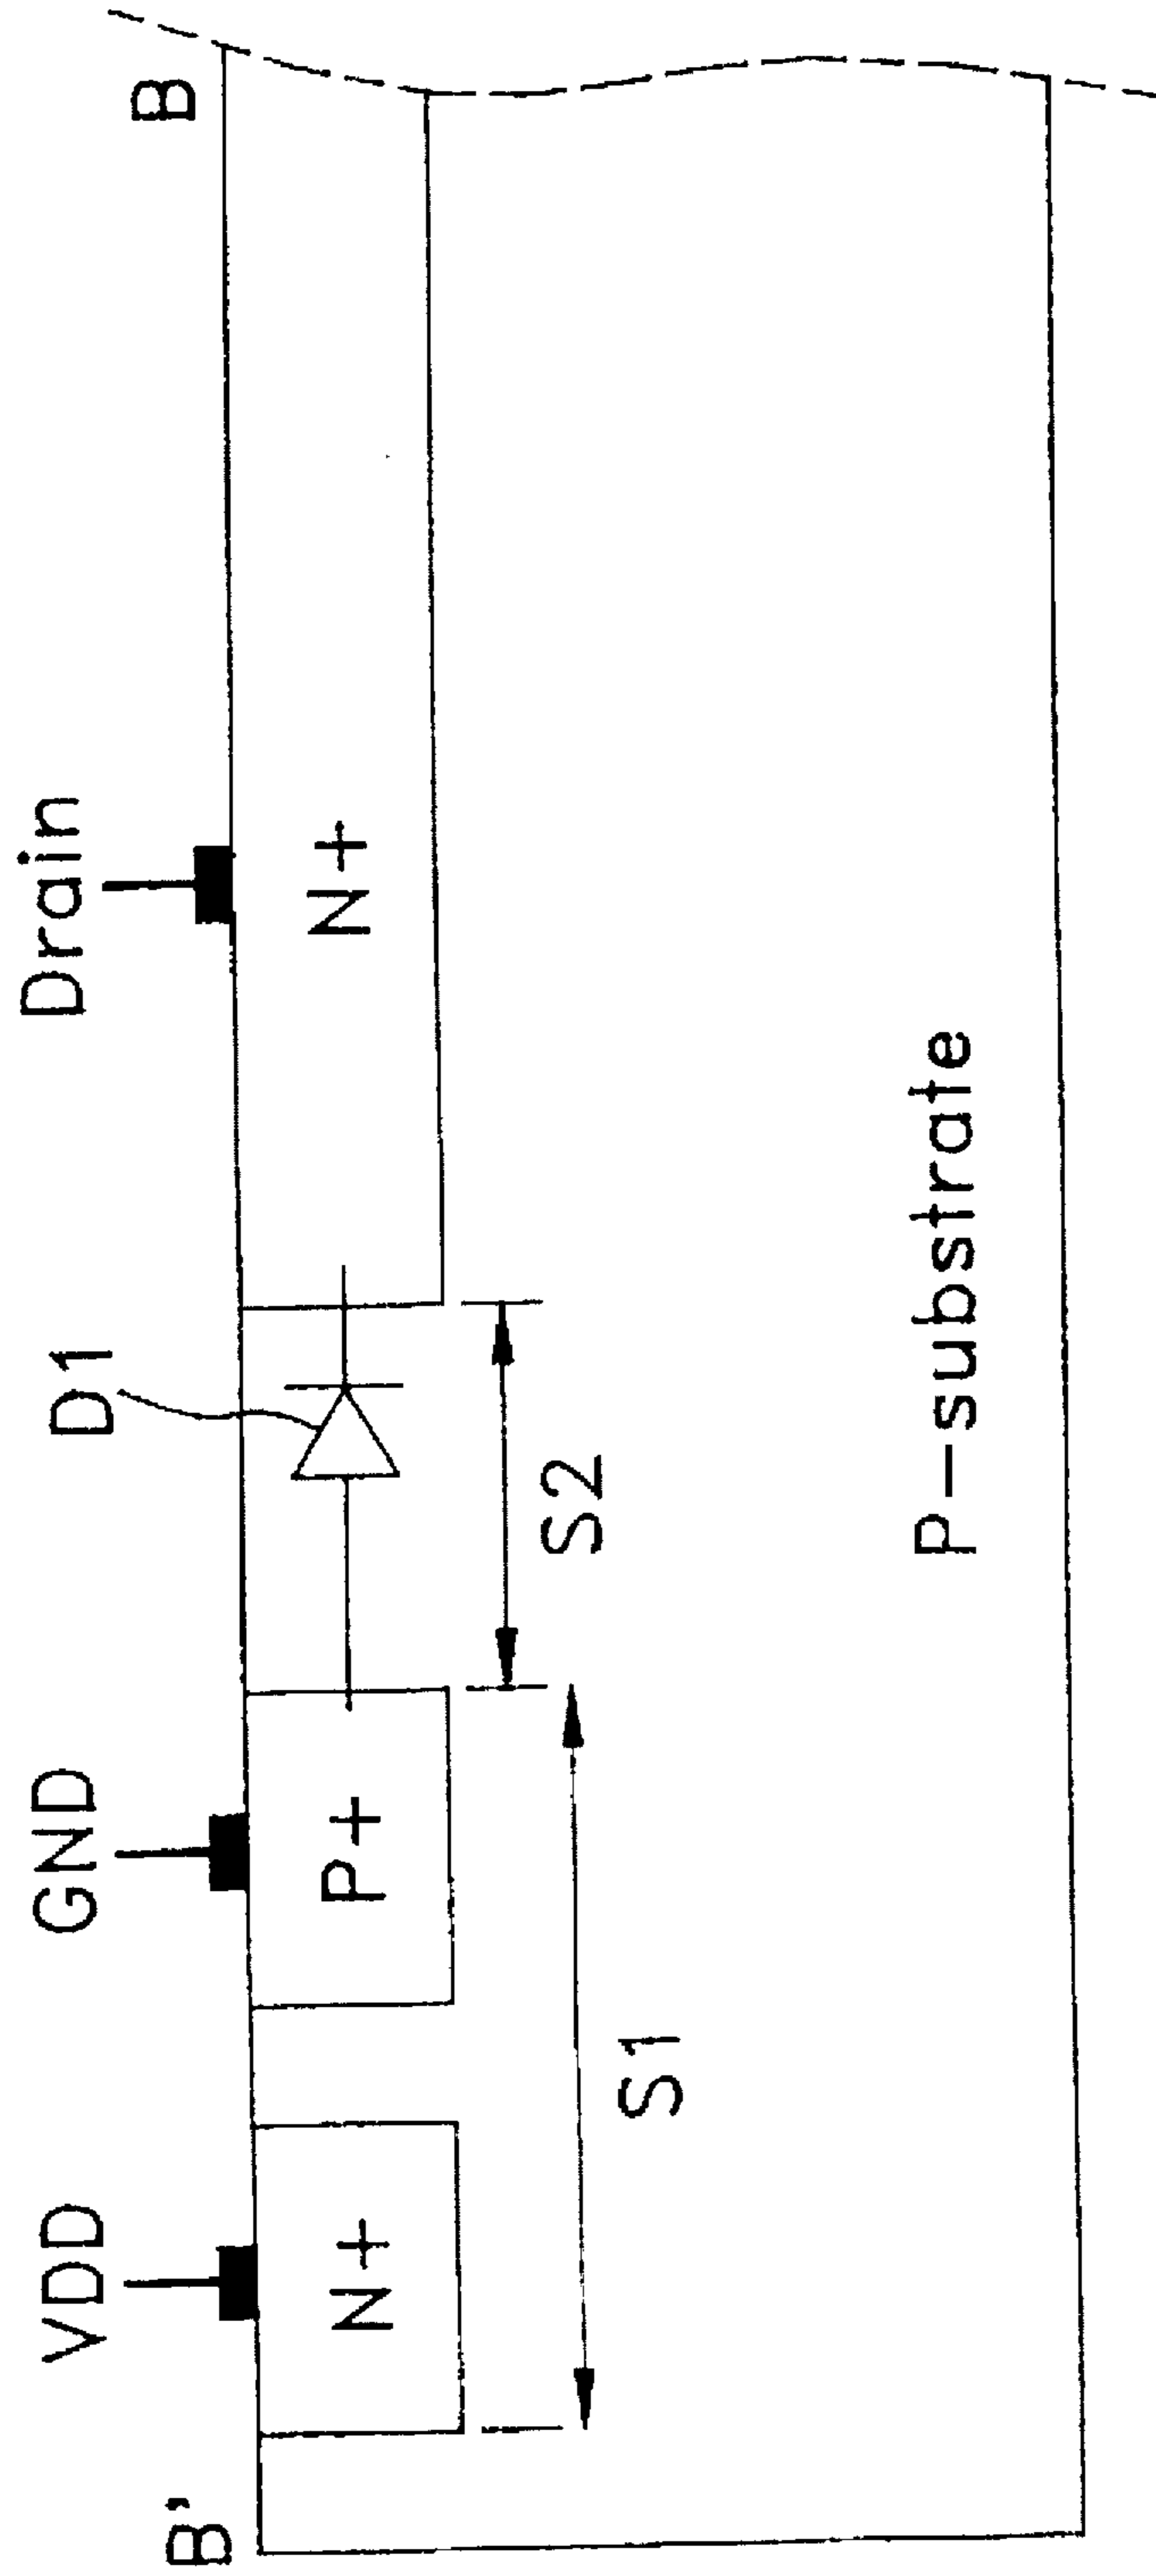 B' B
VDD GND D1 Drain
N+ P+ N+
S2
S1
P-substrate